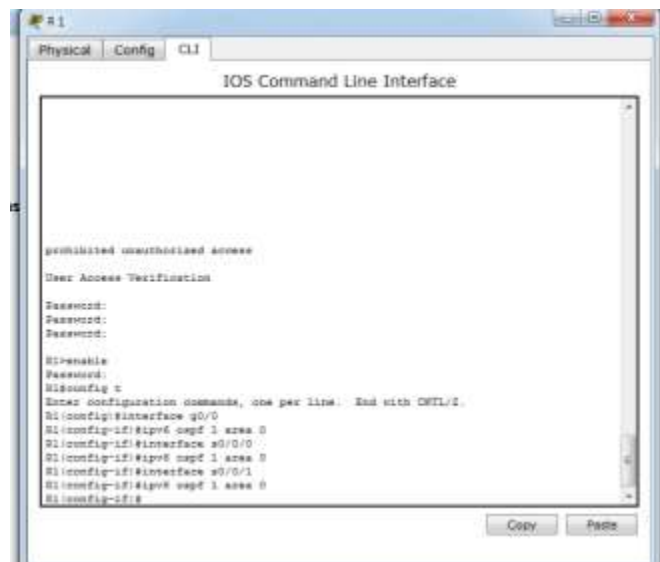 R1
Physical Config CLI
IOS Command Line Interface
prohibited unauthorized access
User Access Verification
Password:
Password:
Password:
R1>enable
Password:
R1#config t
Enter configuration commands, one per line. End with CNTL/Z.
R1(config)#interface g0/0
R1(config-if)#ipv6 ospf 1 area 0
R1(config-if)#interface s0/0/0
R1(config-if)#ipv6 ospf 1 area 0
R1(config-if)#interface s0/0/1
R1(config-if)#ipv6 ospf 1 area 0
R1(config-if)#
Copy Paste